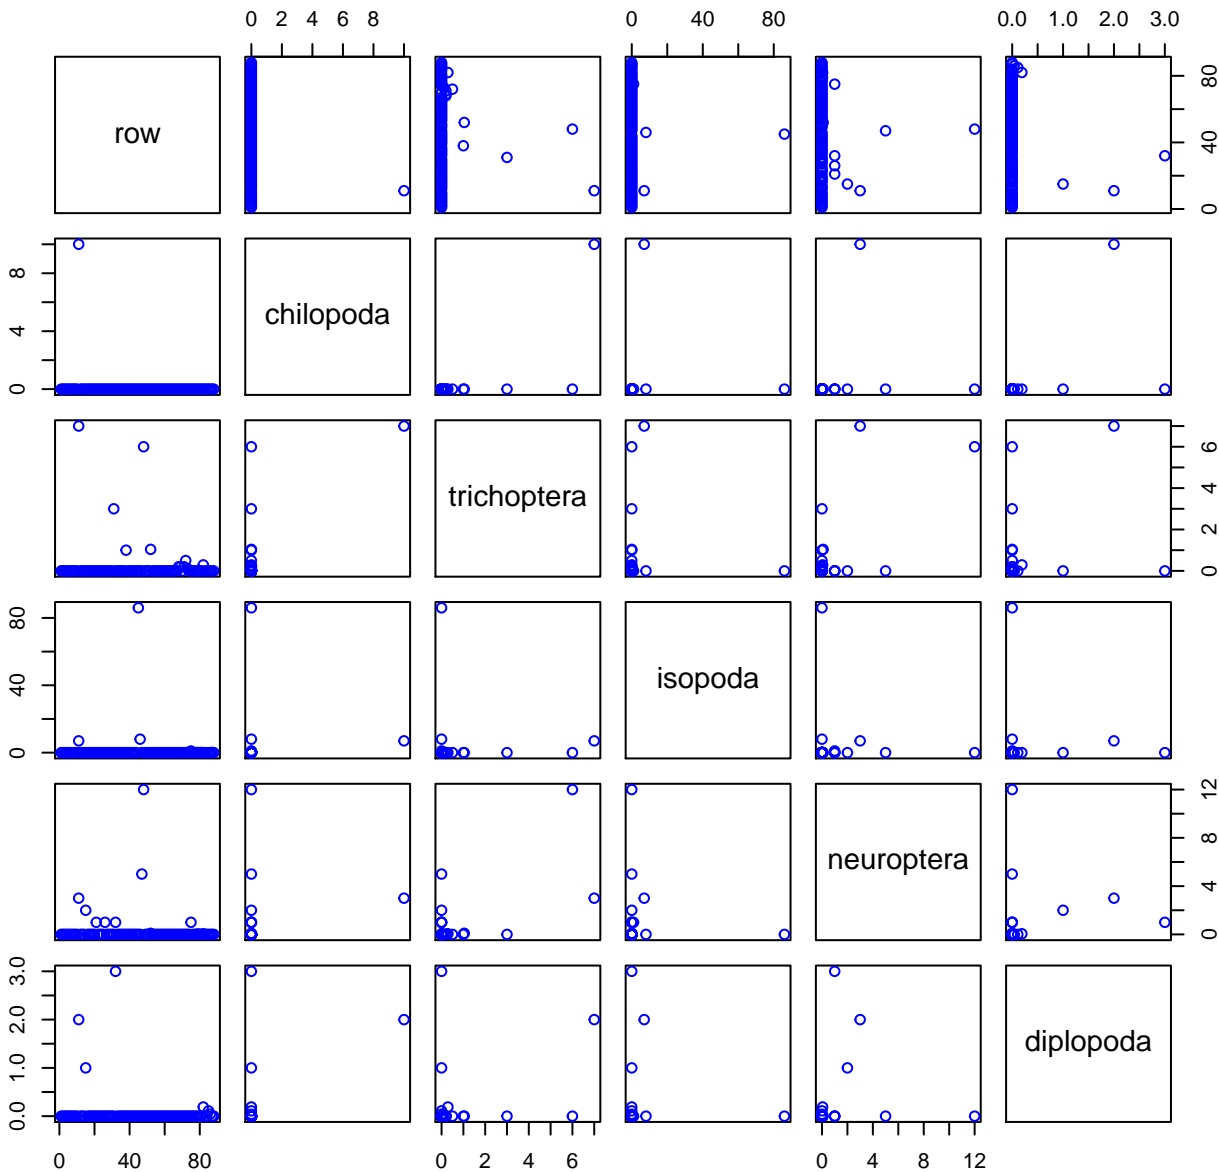 0 2 4 6 8 0 40 80 0.0 1.0 2.0 3.0
row 0 40 80
0 4 8 chilopoda
trichoptera 0 2 4 6
0 40 80 isopoda
neuroptera 0 4 8 12
0.0 1.0 2.0 3.0 diplopoda
0 40 80 0 2 4 6 0 4 8 12